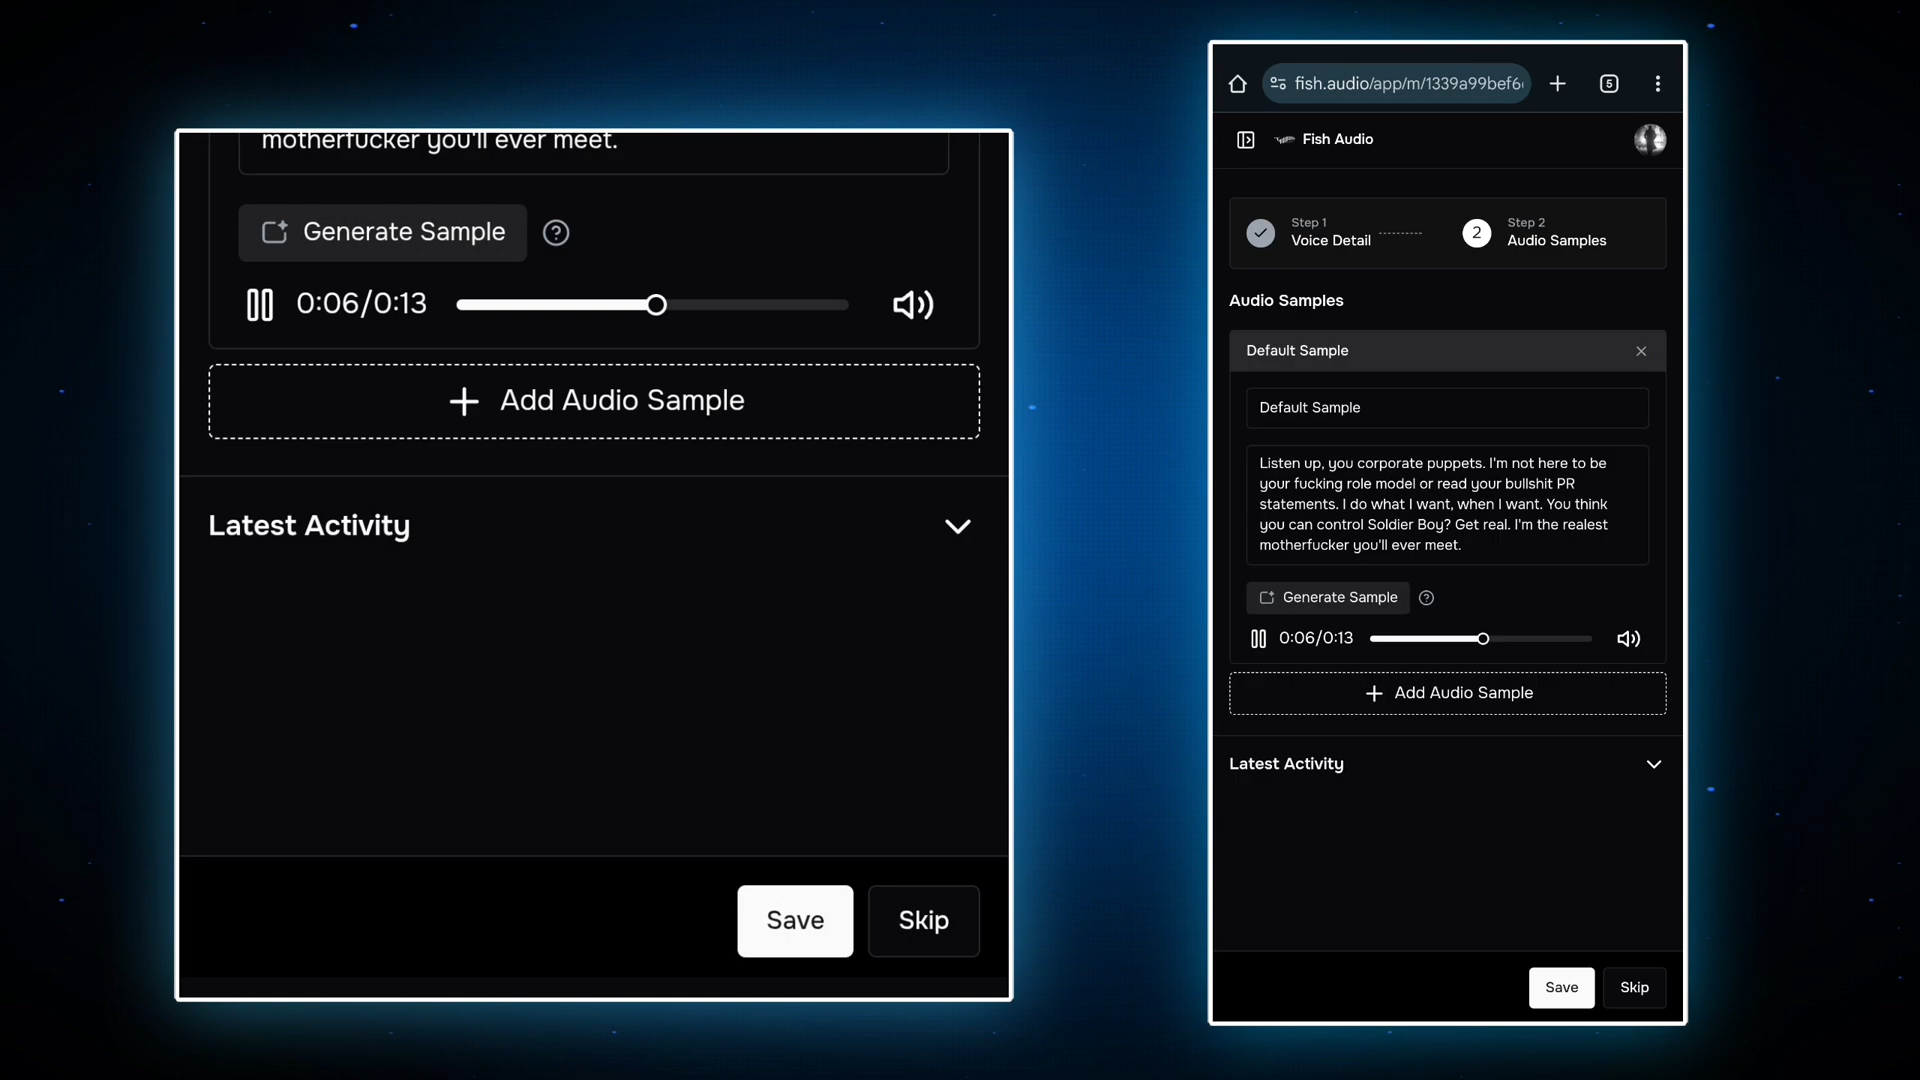 motherfucker you'll ever meet.
Generate Sample
0:06/0:13
Add Audio Sample
Latest Activity
Save
Skip
fish.audio/app/m/1339a99bef6
5
Fish Audio
Step 1
Voice Detail
2
Step 2
Audio Samples
Audio Samples
Default Sample
Default Sample
Listen up, you corporate puppets. I'm not here to be
your fucking role model or read your bullshit PR
statements. I do what I want, when I want. You think
you can control Soldier Boy? Get real. I'm the realest
motherfucker you'll ever meet.
Generate Sample
0:06/0:13
Add Audio Sample
Latest Activity
Save
Skip